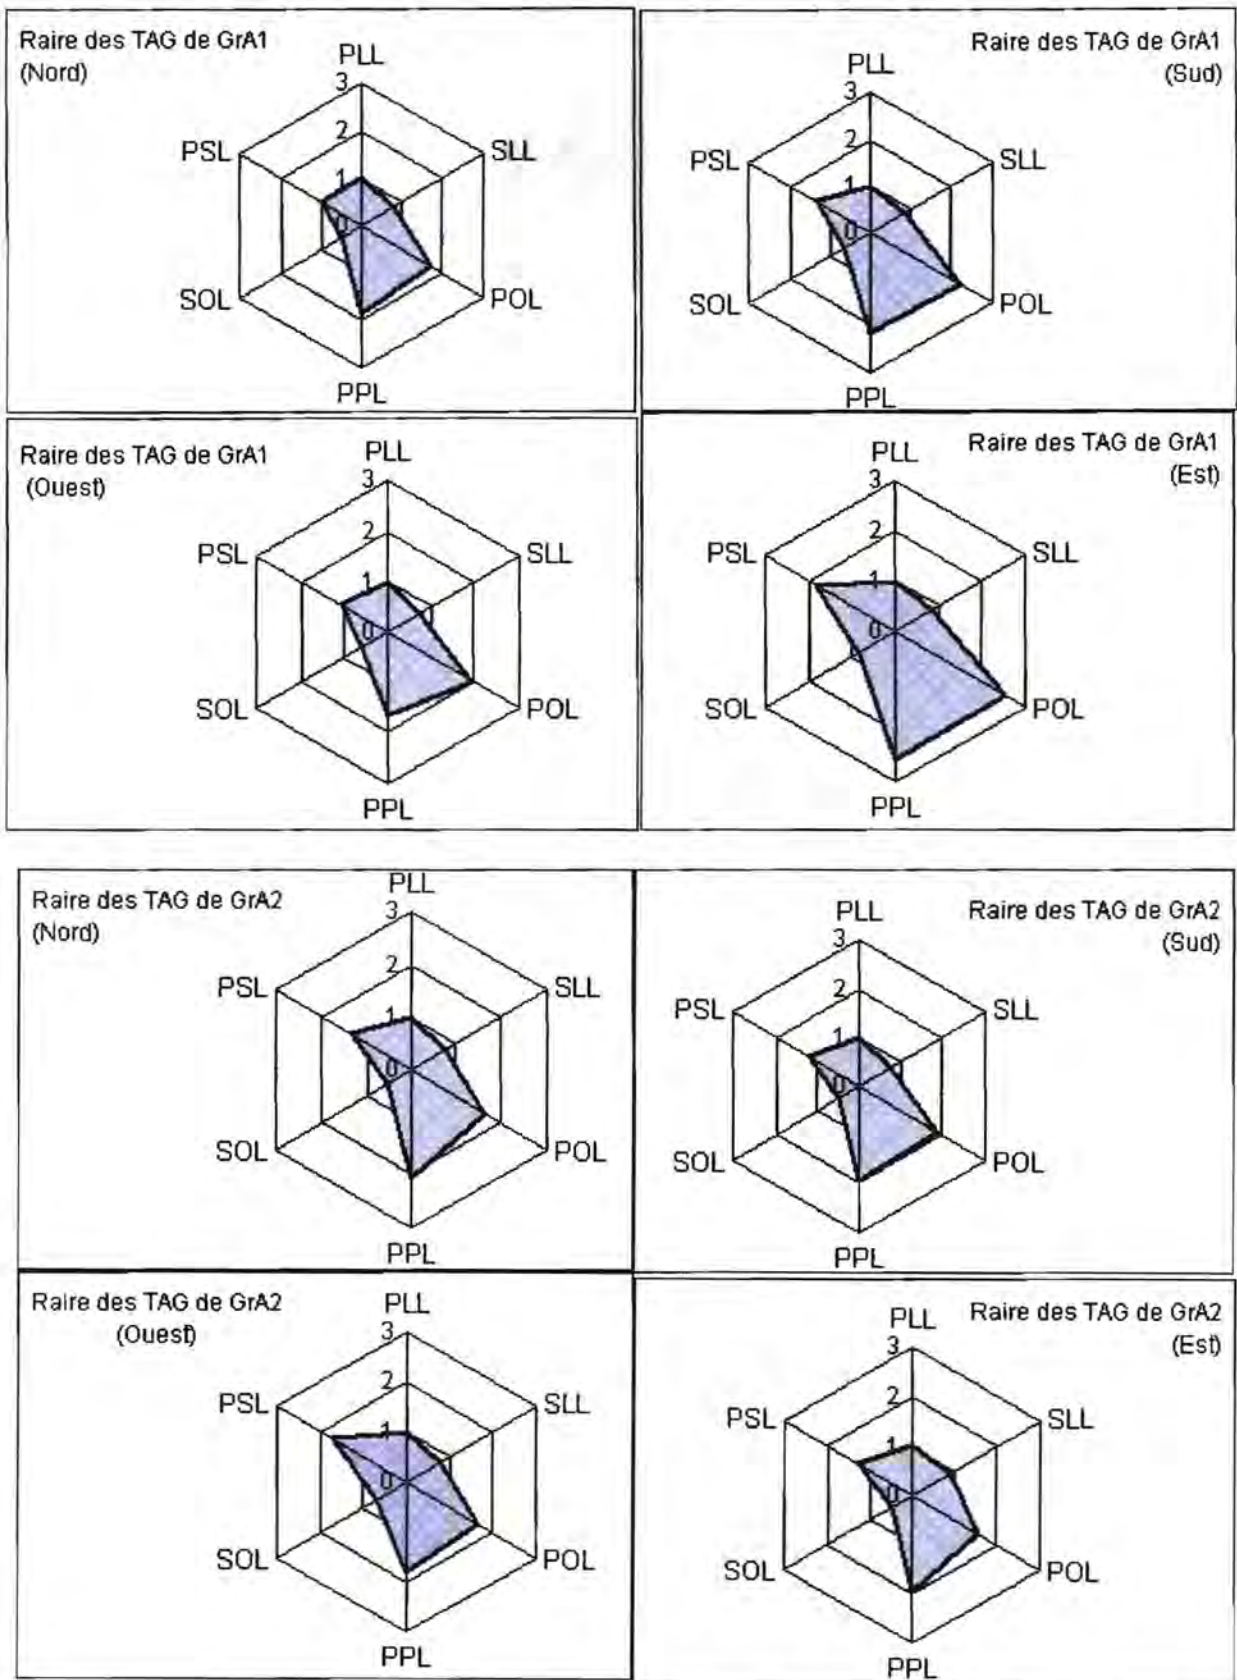 Raire des TAG de GrA1
(Nord)
PLL
3
2
1
0
SLL
POL
PPL
SOL
PSL
Raire des TAG de GrA1
(Sud)
PLL
3
2
1
0
SLL
POL
PPL
SOL
PSL
Raire des TAG de GrA1
(Ouest)
PLL
3
2
1
0
SLL
POL
PPL
SOL
PSL
Raire des TAG de GrA1
(Est)
PLL
3
2
1
0
SLL
POL
PPL
SOL
PSL
Raire des TAG de GrA2
(Nord)
PLL
3
2
1
0
SLL
POL
PPL
SOL
PSL
Raire des TAG de GrA2
(Sud)
PLL
3
2
1
0
SLL
POL
PPL
SOL
PSL
Raire des TAG de GrA2
(Ouest)
PLL
3
2
1
0
SLL
POL
PPL
SOL
PSL
Raire des TAG de GrA2
(Est)
PLL
3
2
1
0
SLL
POL
PPL
SOL
PSL